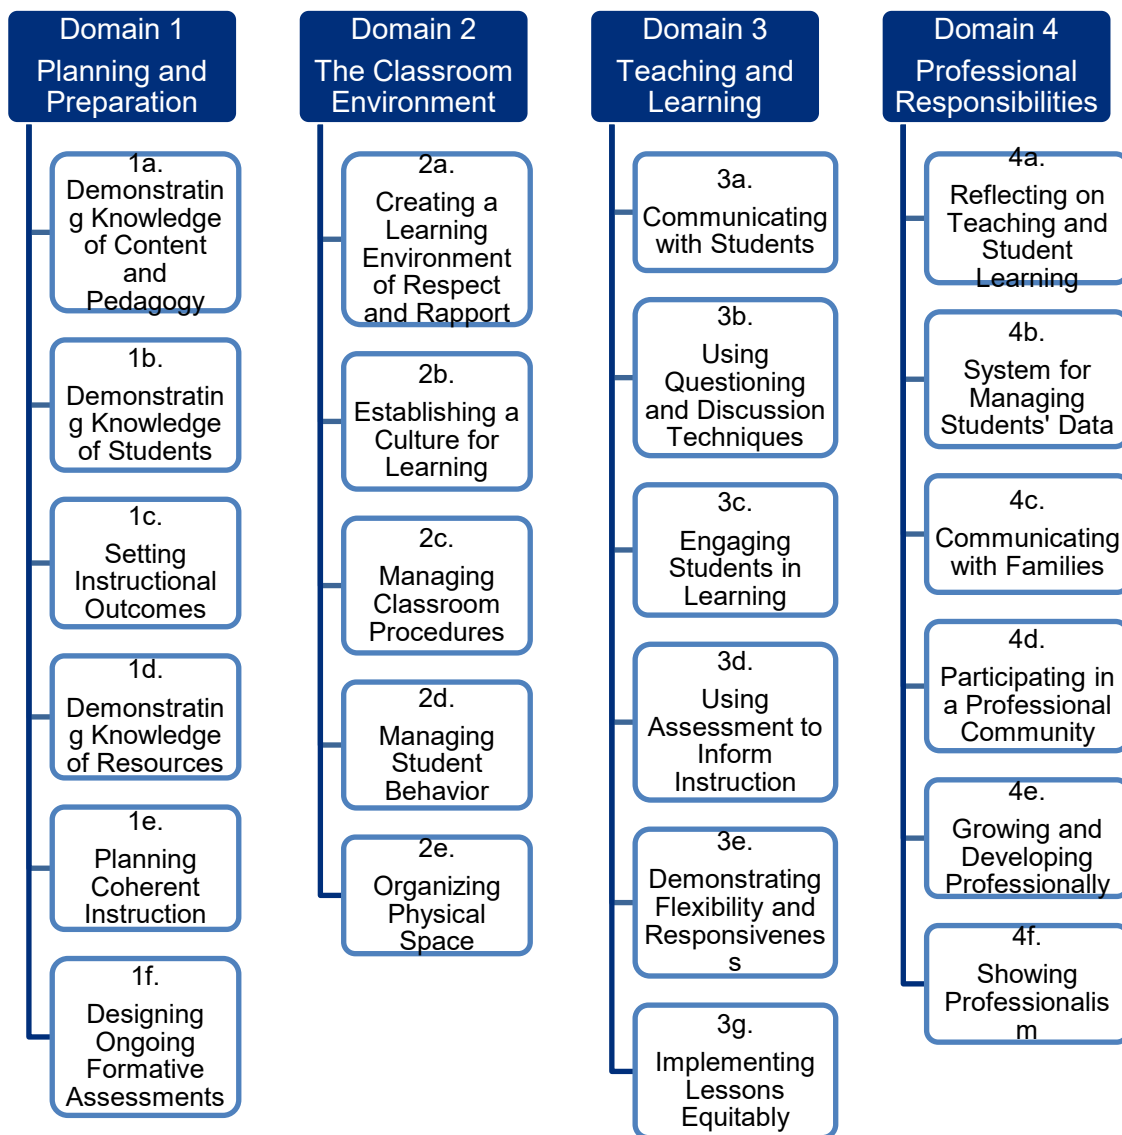 Domain 1
Planning and
Preparation
1a.
Demonstratin
g Knowledge
of Content
and
Pedagogy
1b.
Demonstratin
g Knowledge
of Students
1c.
Setting
Instructional
Outcomes
1d.
Demonstratin
g Knowledge
of Resources
1e.
Planning
Coherent
Instruction
1f.
Designing
Ongoing
Formative
Assessments
Domain 2
The Classroom
Environment
2a.
Creating a
Learning
Environment
of Respect
and Rapport
2b.
Establishing a
Culture for
Learning
2c.
Managing
Classroom
Procedures
2d.
Managing
Student
Behavior
2e.
Organizing
Physical
Space
Domain 3
Teaching and
Learning
3a.
Communicating
with Students
3b.
Using
Questioning
and Discussion
Techniques
3c.
Engaging
Students in
Learning
3d.
Using
Assessment to
Inform
Instruction
3e.
Demonstrating
Flexibility and
Responsivenes
s
3g.
Implementing
Lessons
Equitably
Domain 4
Professional
Responsibilities
4a.
Reflecting on
Teaching and
Student
Learning
4b.
System for
Managing
Students' Data
4c.
Communicating
with Families
4d.
Participating in
a Professional
Community
4e.
Growing and
Developing
Professionally
4f.
Showing
Professionalis
m